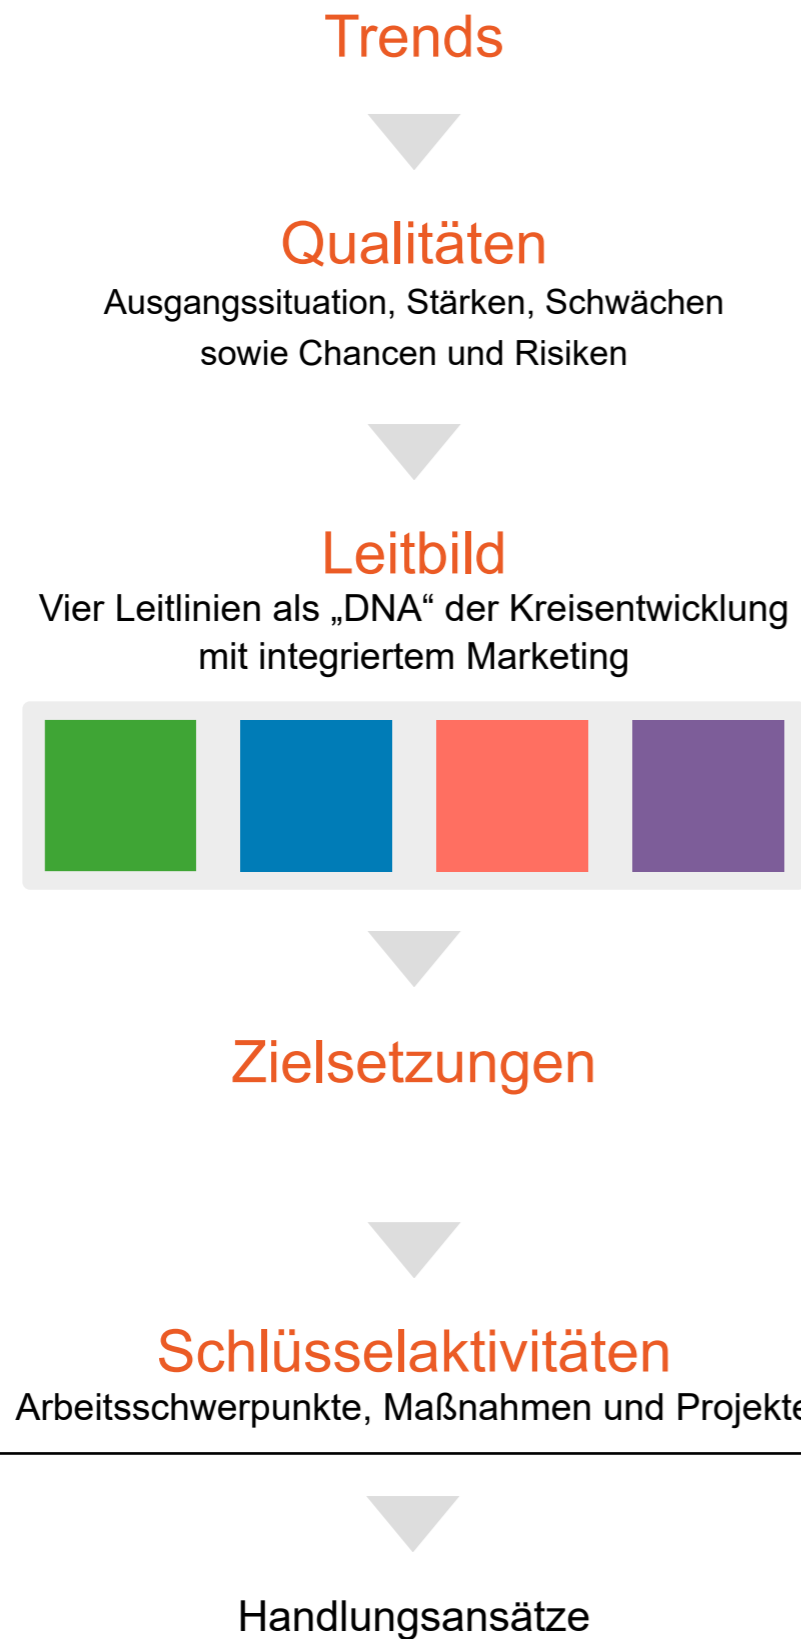 Trends
Qualitäten
Ausgangssituation, Stärken, Schwächen
sowie Chancen und Risiken
Leitbild
Vier Leitlinien als „DNA“ der Kreisentwicklung
mit integriertem Marketing
Zielsetzungen
Schlüsselaktivitäten
Arbeitsschwerpunkte, Maßnahmen und Projekte
Handlungsansätze